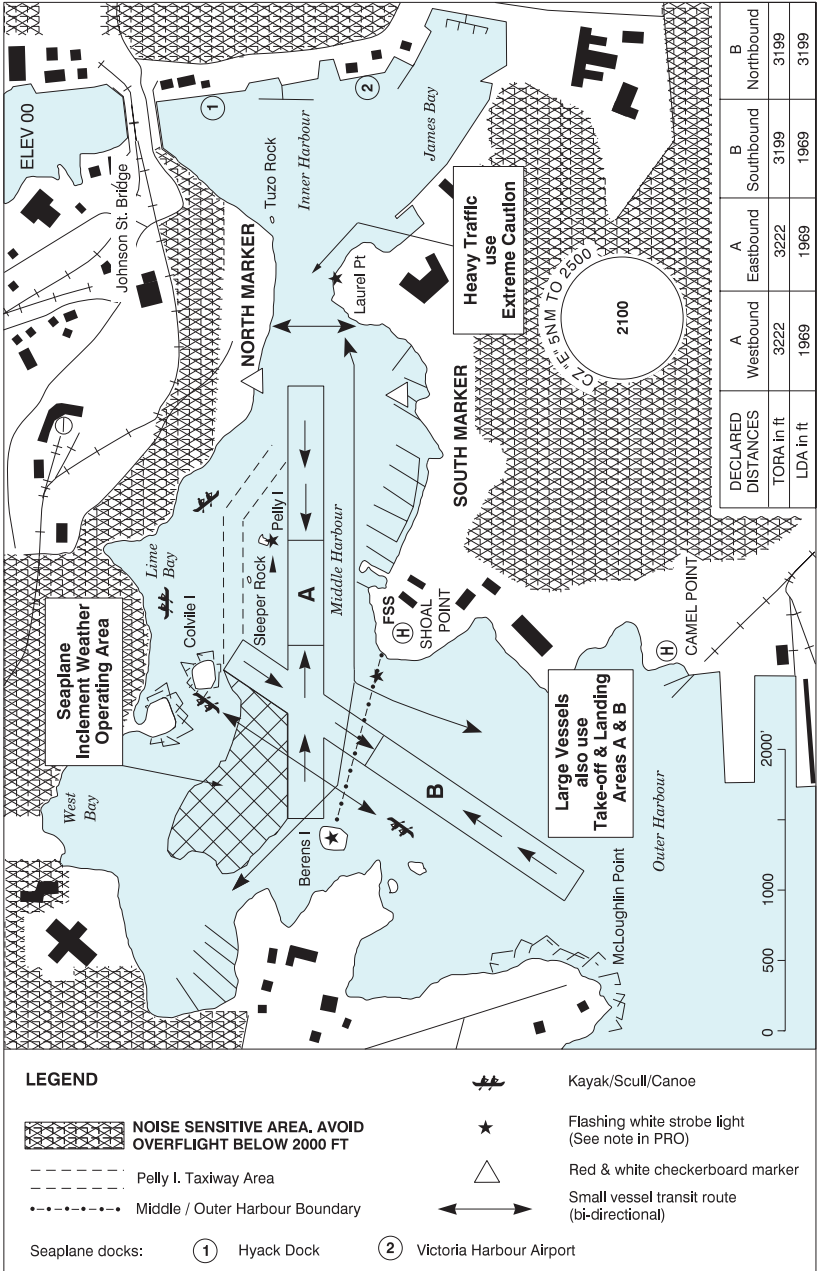 ELEV 00
Johnson St. Bridge
1
2
Tuzo Rock
Inner Harbour
James Bay
NORTH MARKER
Laurel Pt
Heavy Traffic
use
Extreme Caution
CZ "E" 5NM TO 2500
2100
SOUTH MARKER
Lime
Bay
Colvile I
Sleeper Rock
Pelly I
A
Middle Harbour
FSS
H
SHOAL
POINT
H
CAMEL POINT
Seaplane
Inclement Weather
Operating Area
West
Bay
Berens I
B
Large Vessels
also use
Take-off & Landing
Areas A & B
Outer Harbour
McLoughlin Point
0
500
1000
2000'
DECLARED
DISTANCES
A
Westbound
A
Eastbound
B
Southbound
B
Northbound
TORA in ft
3222
3222
3199
3199
LDA in ft
1969
1969
1969
3199
LEGEND
NOISE SENSITIVE AREA. AVOID
OVERFLIGHT BELOW 2000 FT
Pelly I. Taxiway Area
Middle / Outer Harbour Boundary
Kayak/Scull/Canoe
Flashing white strobe light
(See note in PRO)
Red & white checkerboard marker
Small vessel transit route
(bi-directional)
Seaplane docks: 1 Hyack Dock 2 Victoria Harbour Airport